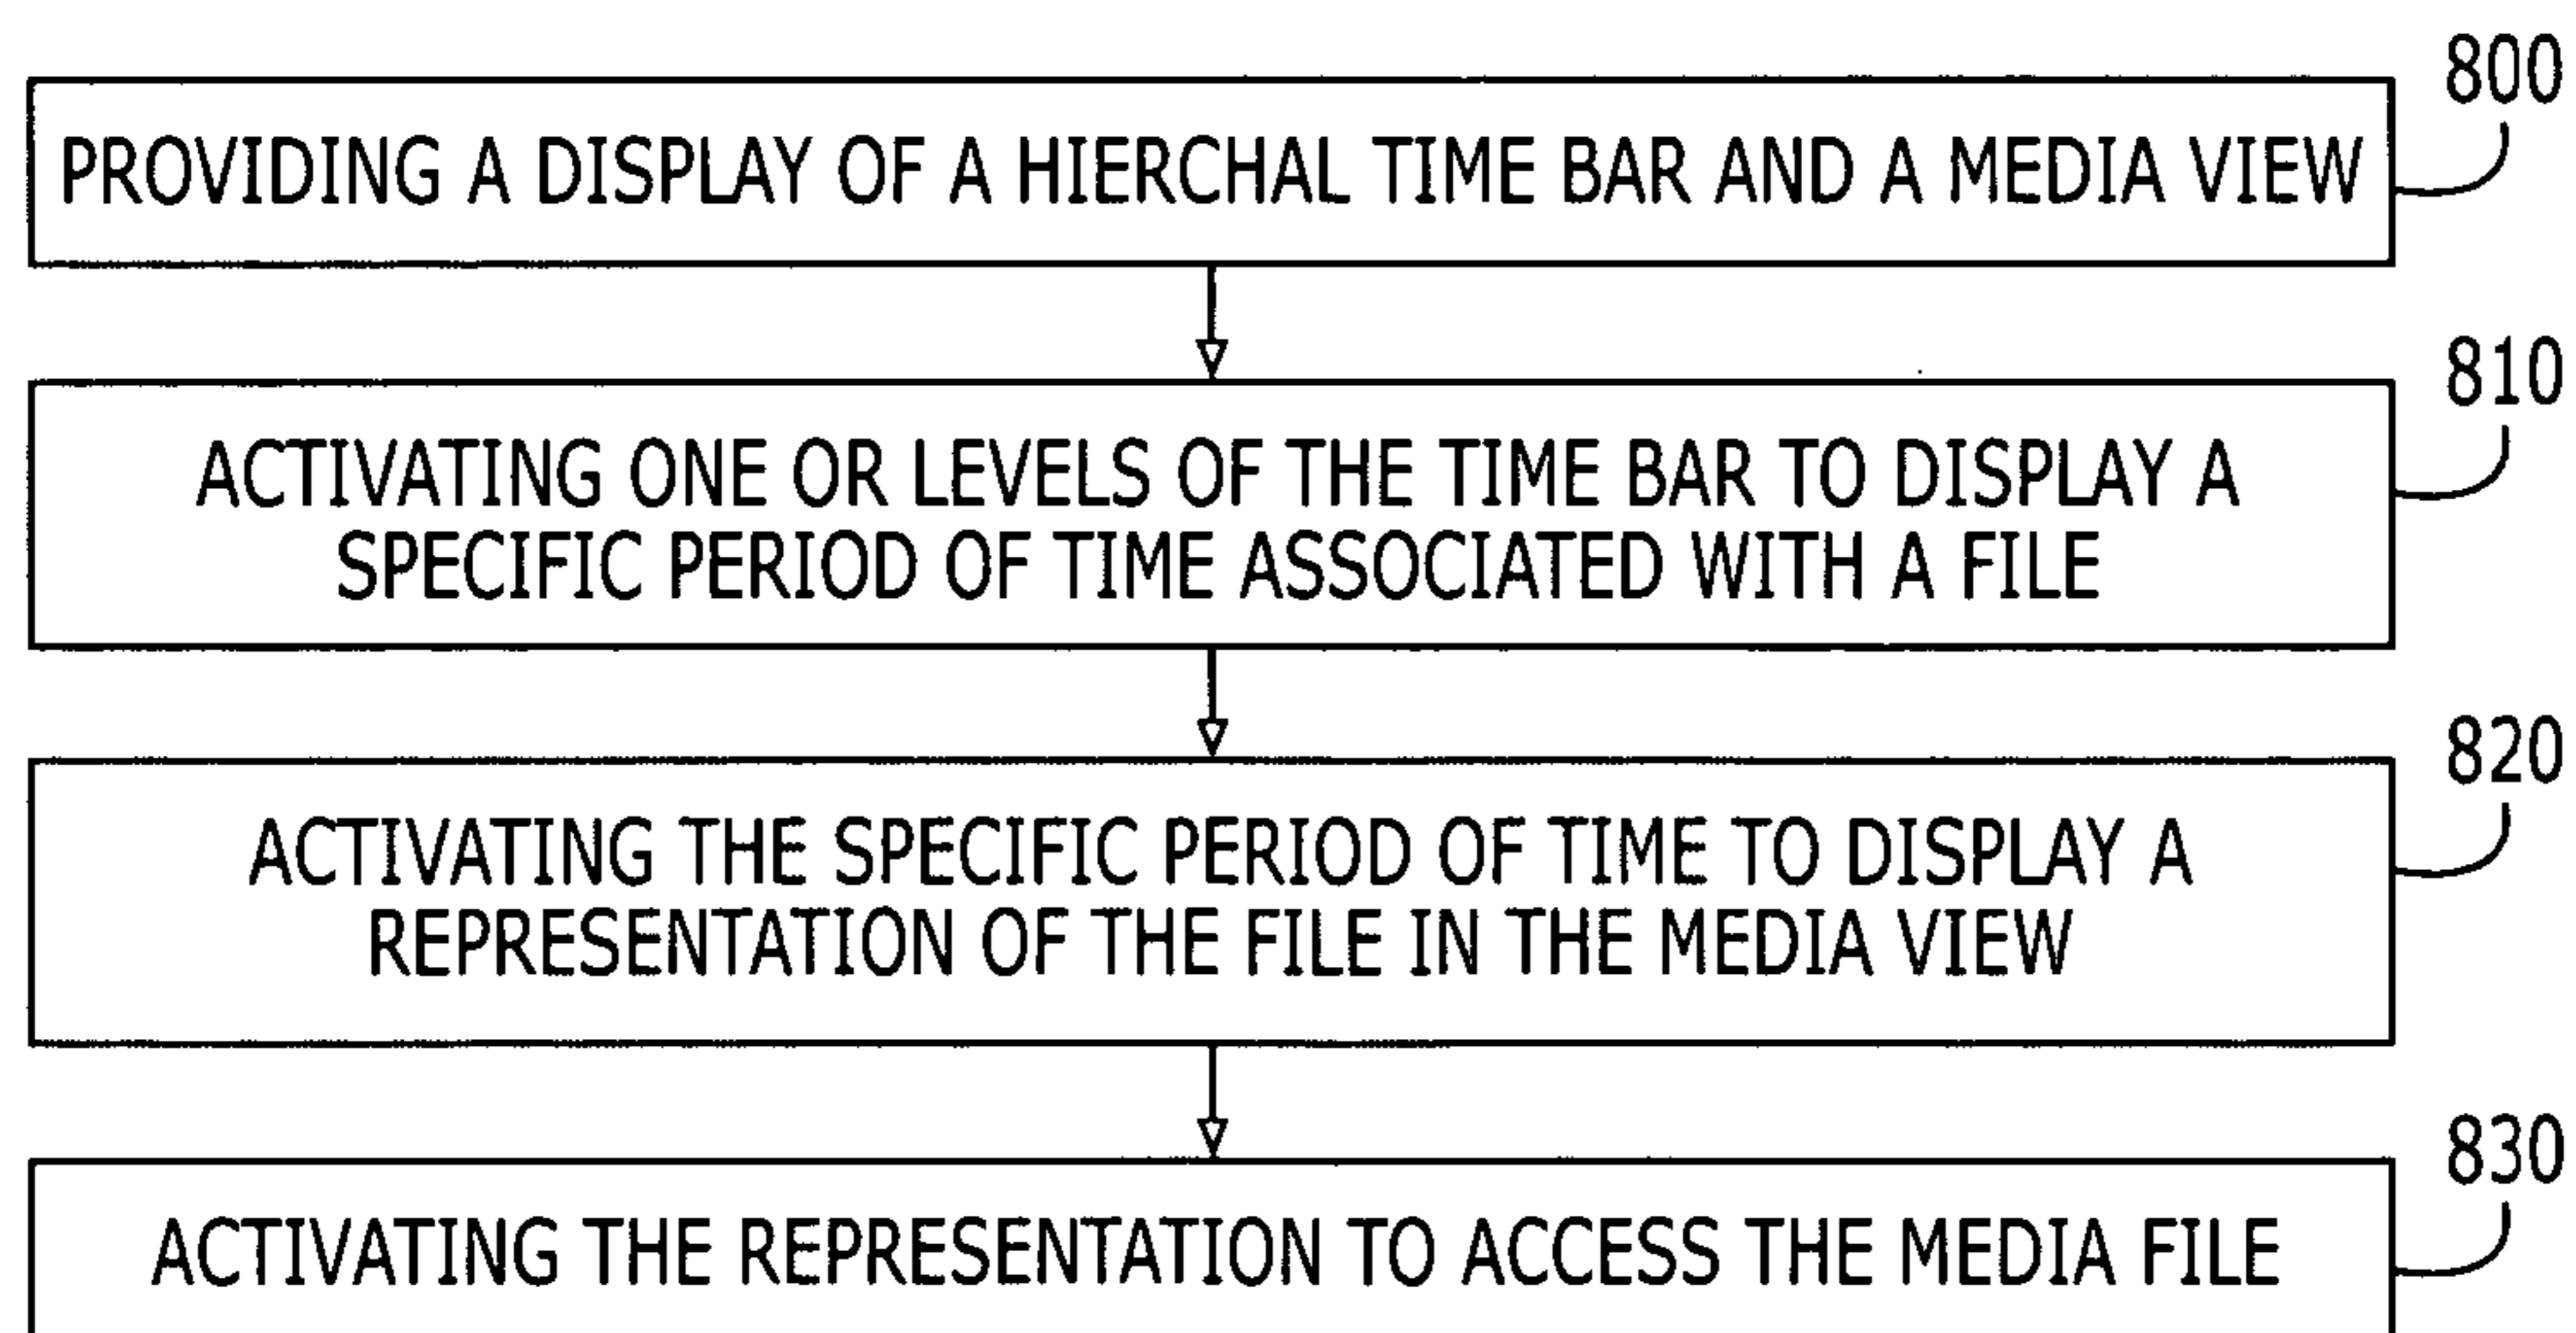 800
PROVIDING A DISPLAY OF A HIERCHAL TIME BAR AND A MEDIA VIEW
810
ACTIVATING ONE OR LEVELS OF THE TIME BAR TO DISPLAY A
SPECIFIC PERIOD OF TIME ASSOCIATED WITH A FILE
820
ACTIVATING THE SPECIFIC PERIOD OF TIME TO DISPLAY A
REPRESENTATION OF THE FILE IN THE MEDIA VIEW
830
ACTIVATING THE REPRESENTATION TO ACCESS THE MEDIA FILE